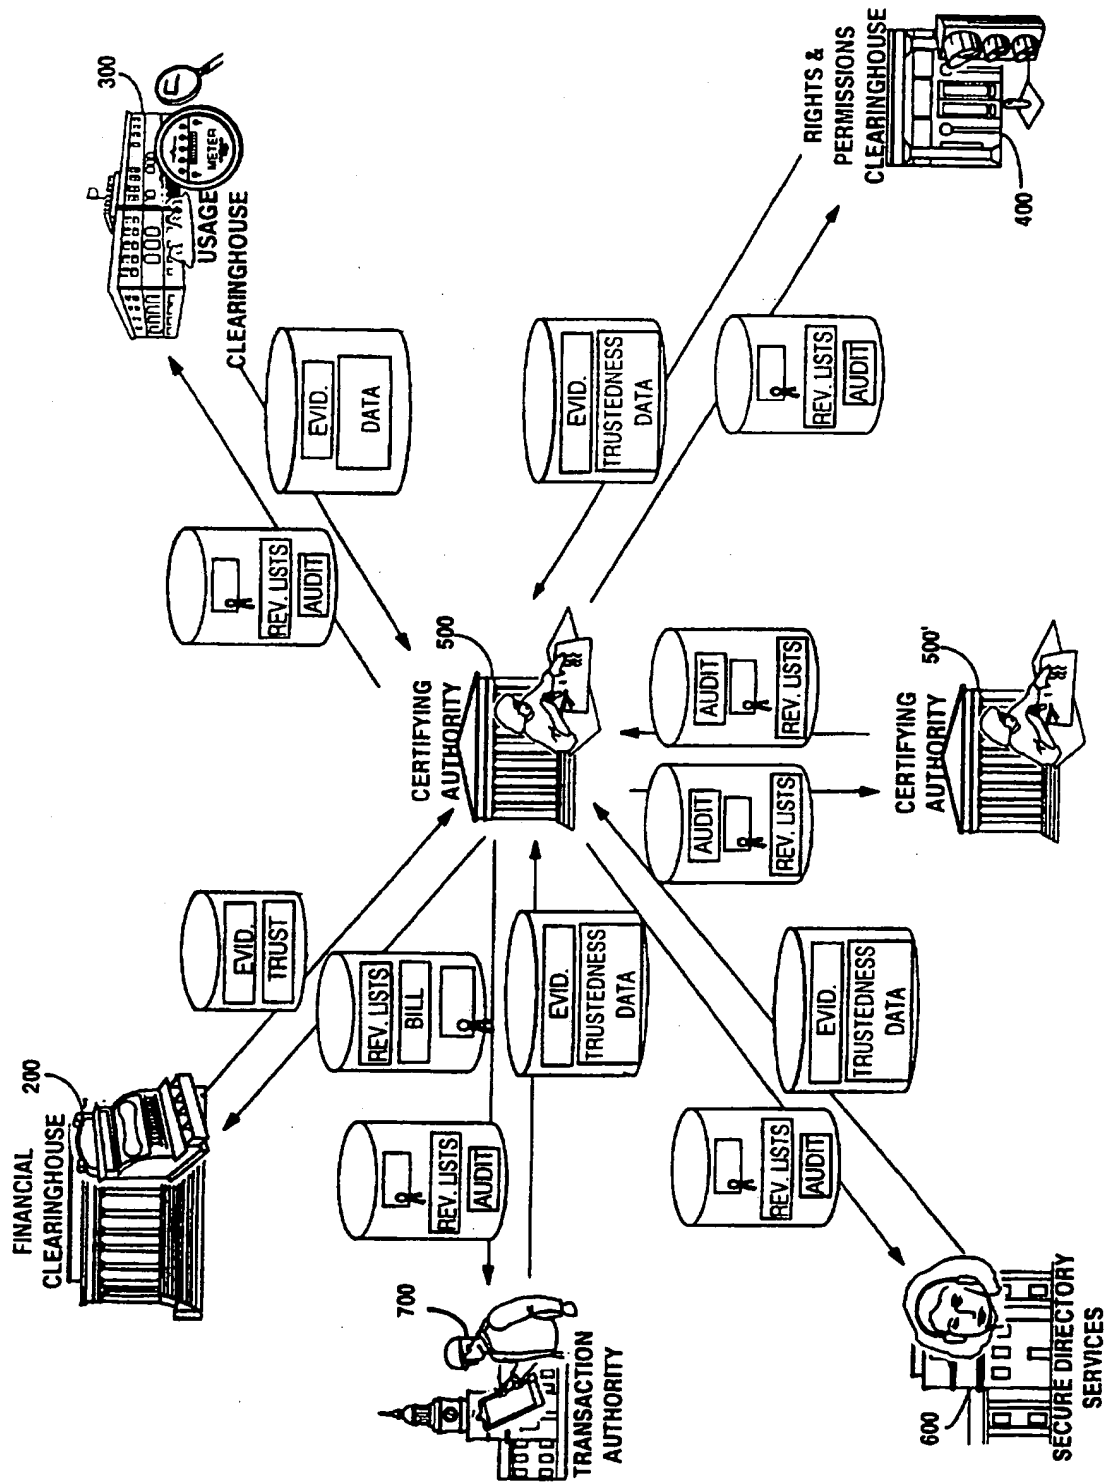 FINANCIAL
CLEARINGHOUSE
200
300
METER
USAGE
CLEARINGHOUSE
EVID.
TRUST
REV. LISTS
AUDIT
EVID.
DATA
REV. LISTS
BILL
REV. LISTS
AUDIT
CERTIFYING
AUTHORITY
500
700
TRANSACTION
AUTHORITY
EVID.
TRUSTEDNESS
DATA
EVID.
TRUSTEDNESS
DATA
RIGHTS &
PERMISSIONS
CLEARINGHOUSE
400
REV. LISTS
AUDIT
AUDIT
REV. LISTS
AUDIT
REV. LISTS
REV. LISTS
AUDIT
EVID.
TRUSTEDNESS
DATA
600
SECURE DIRECTORY
SERVICES
CERTIFYING
AUTHORITY
500'